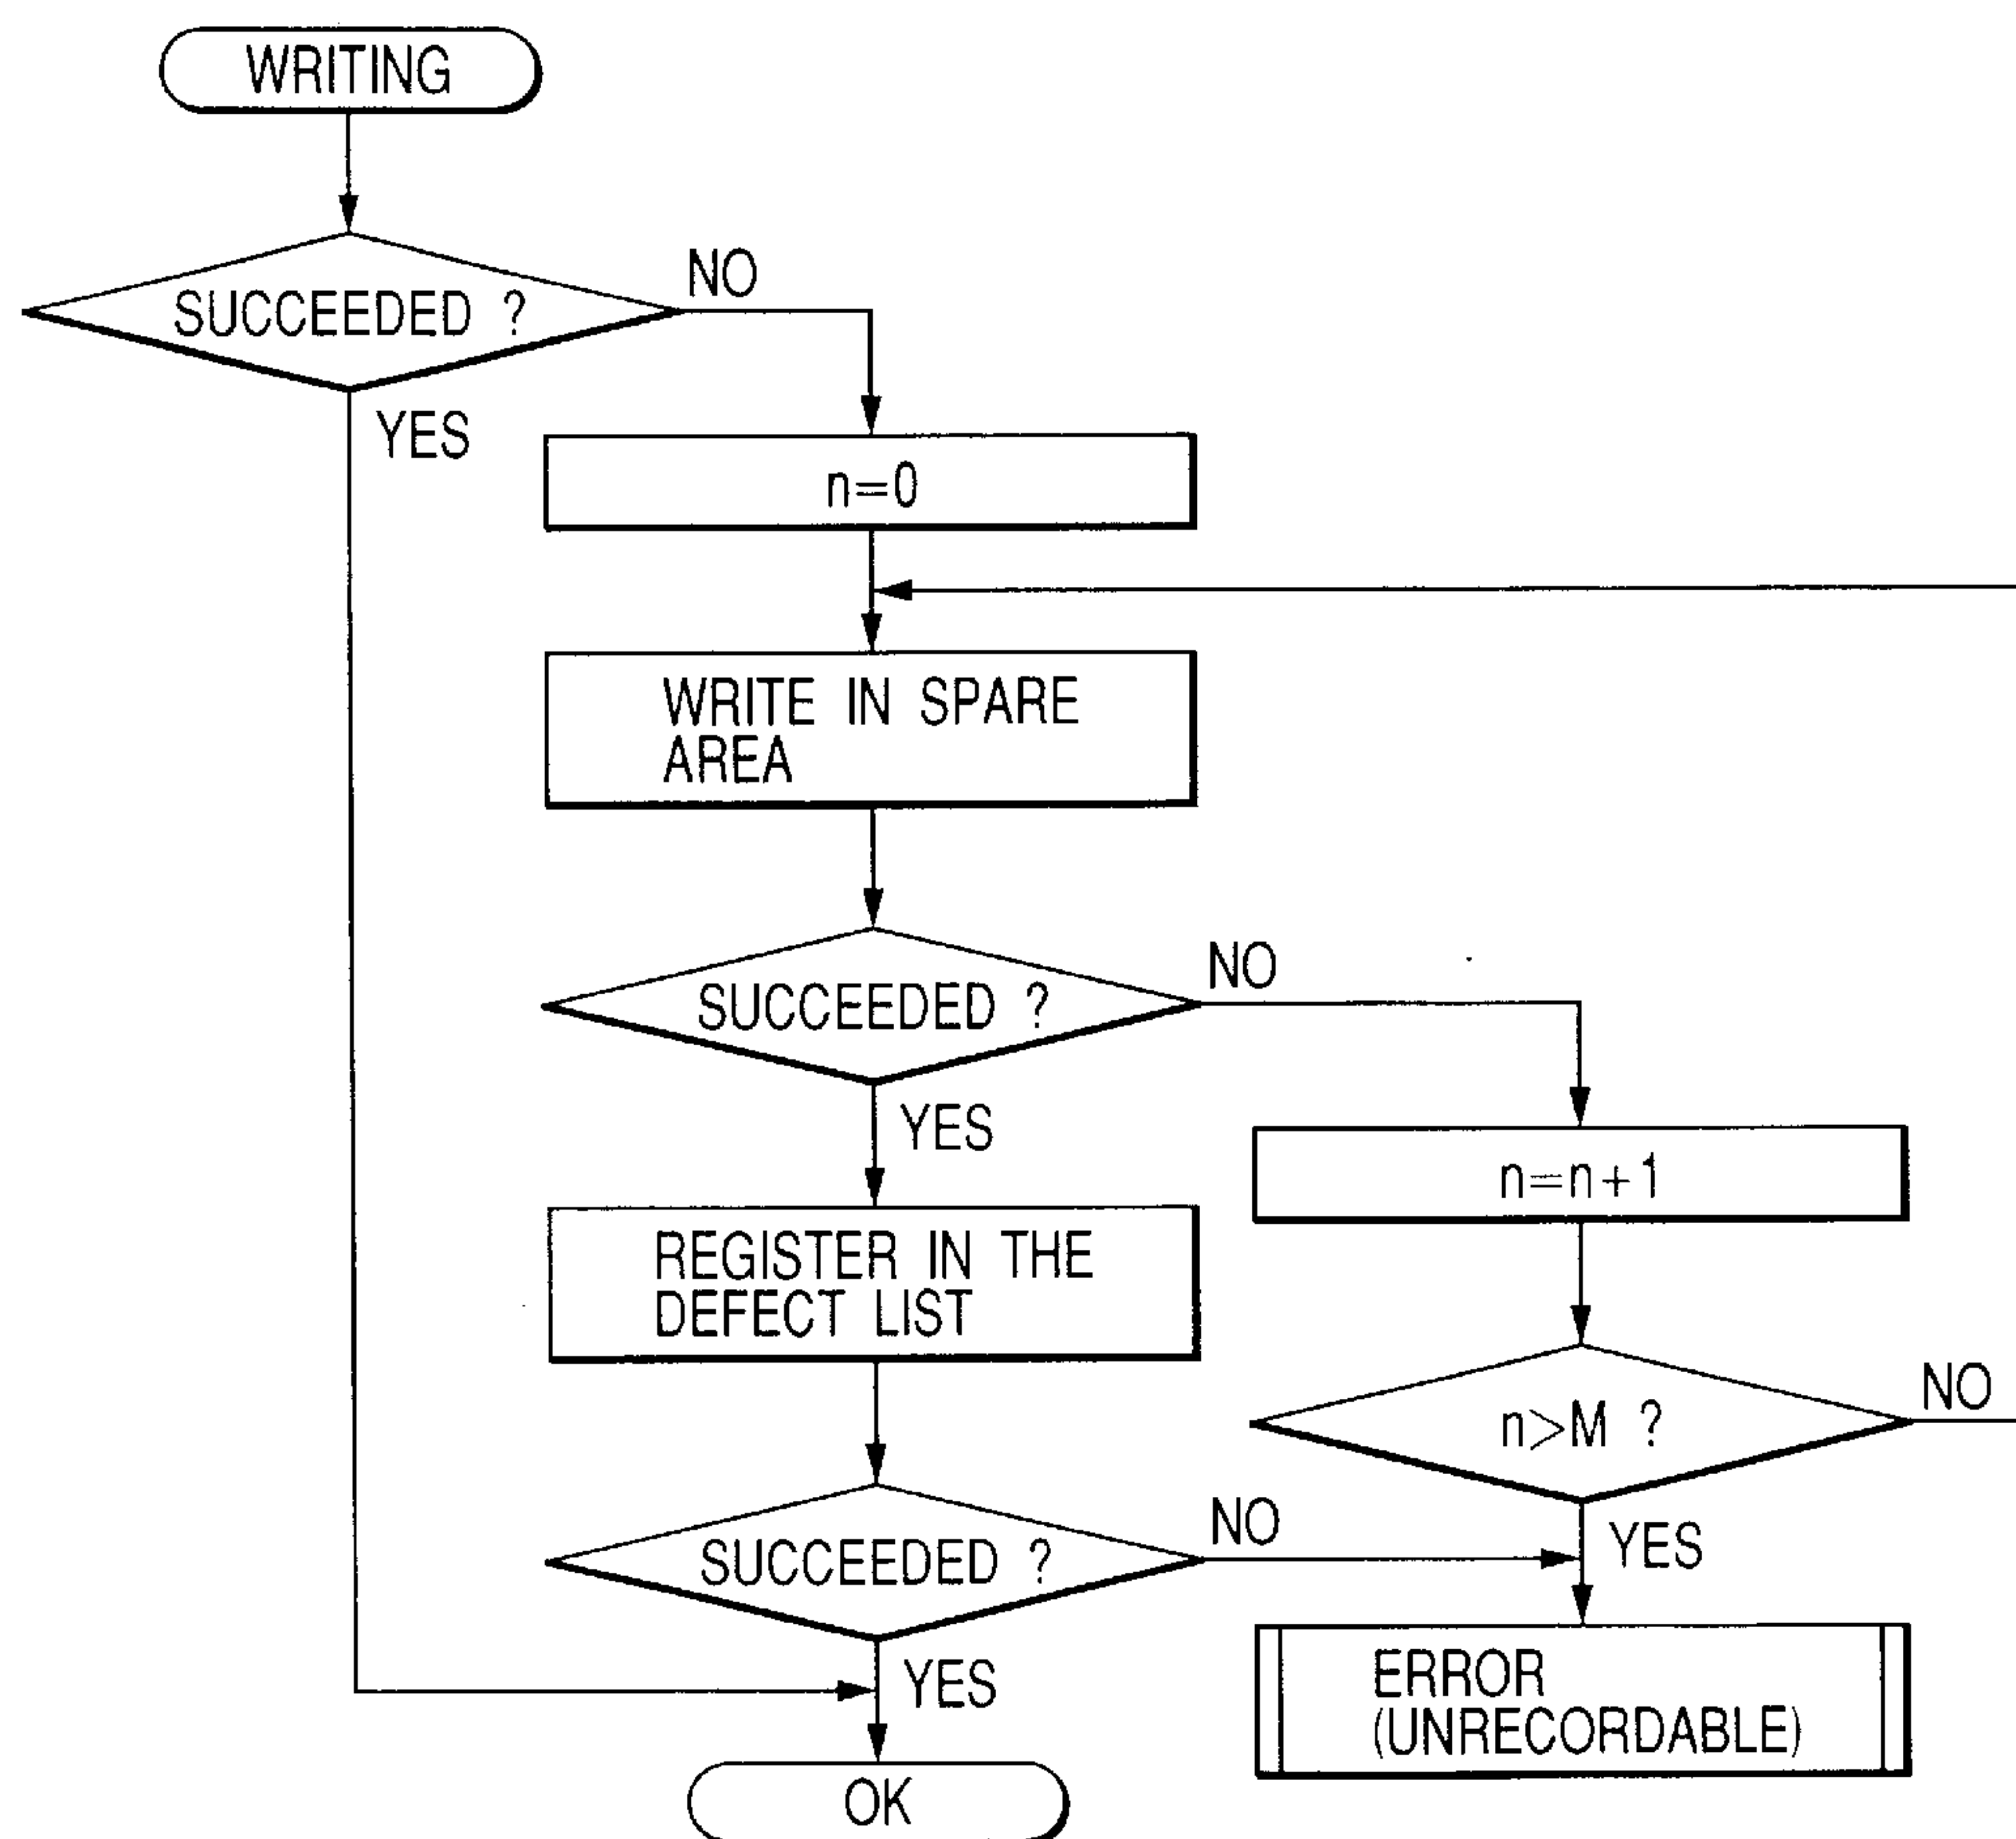 WRITING
SUCCEEDED ?
NO
YES
n=0
WRITE IN SPARE
AREA
SUCCEEDED ?
NO
YES
n=n+1
REGISTER IN THE
DEFECT LIST
n>M ?
NO
YES
SUCCEEDED ?
NO
YES
ERROR
(UNRECORDABLE)
OK